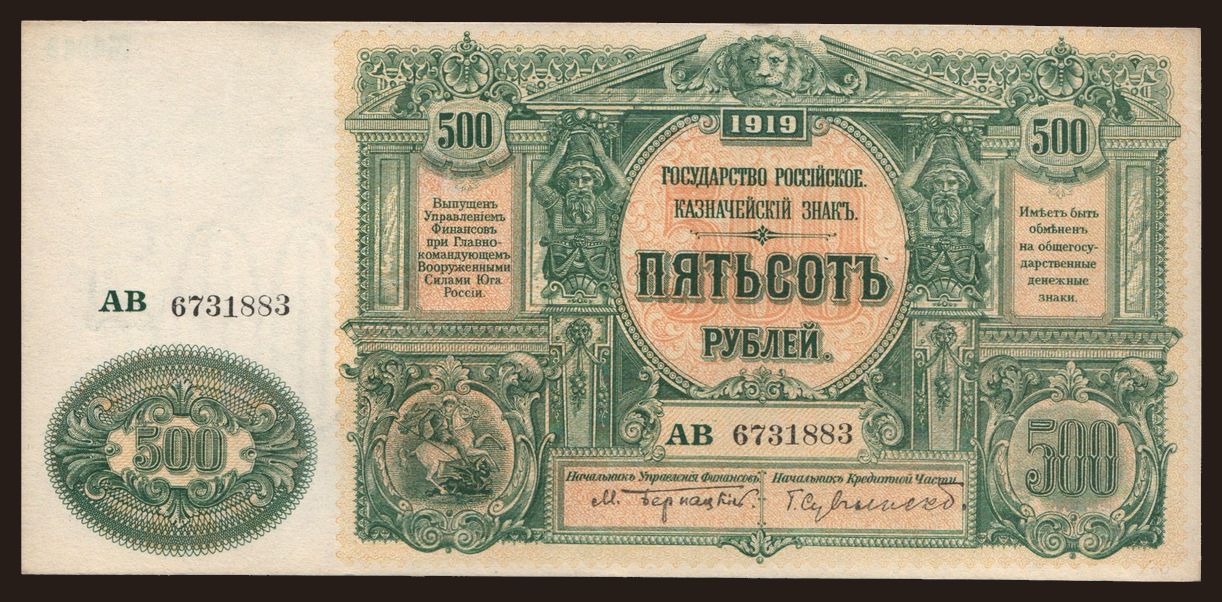 500
1919
500
ГОСУДАРСТВО РОССІЙСКОЕ.
КАЗНАЧЕЙСКІЙ ЗНАКЪ.
ПЯТЬСОТЪ
РУБЛЕЙ.
Выпущенъ
Управленіемъ
Финансовъ
при Главно-
командующемъ
Вооруженными
Силами Юга
Россіи.
Имѣетъ быть
обмѣненъ
на общегосу-
дарственные
денежные
знаки.
АВ 6731883
500
АВ 6731883
500
Начальникъ Управленія Финансовъ,
Начальникъ Кредитной Части
М. Бернацкій.